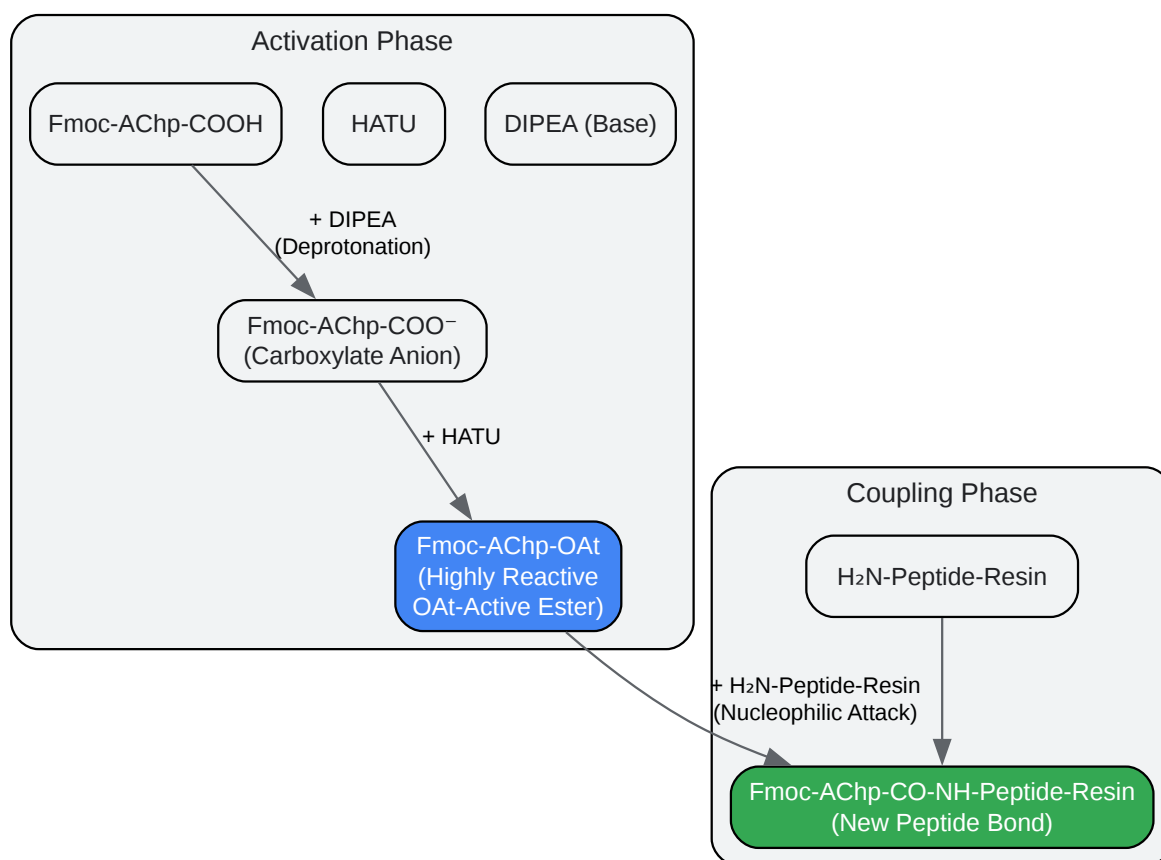 Activation Phase
Fmoc-AChp-COOH
HATU
DIPEA (Base)
+ DIPEA
(Deprotonation)
Fmoc-AChp-COO⁻
(Carboxylate Anion)
+ HATU
Fmoc-AChp-OAt
(Highly Reactive
OAt-Active Ester)
Coupling Phase
H₂N-Peptide-Resin
+ H₂N-Peptide-Resin
(Nucleophilic Attack)
Fmoc-AChp-CO-NH-Peptide-Resin
(New Peptide Bond)